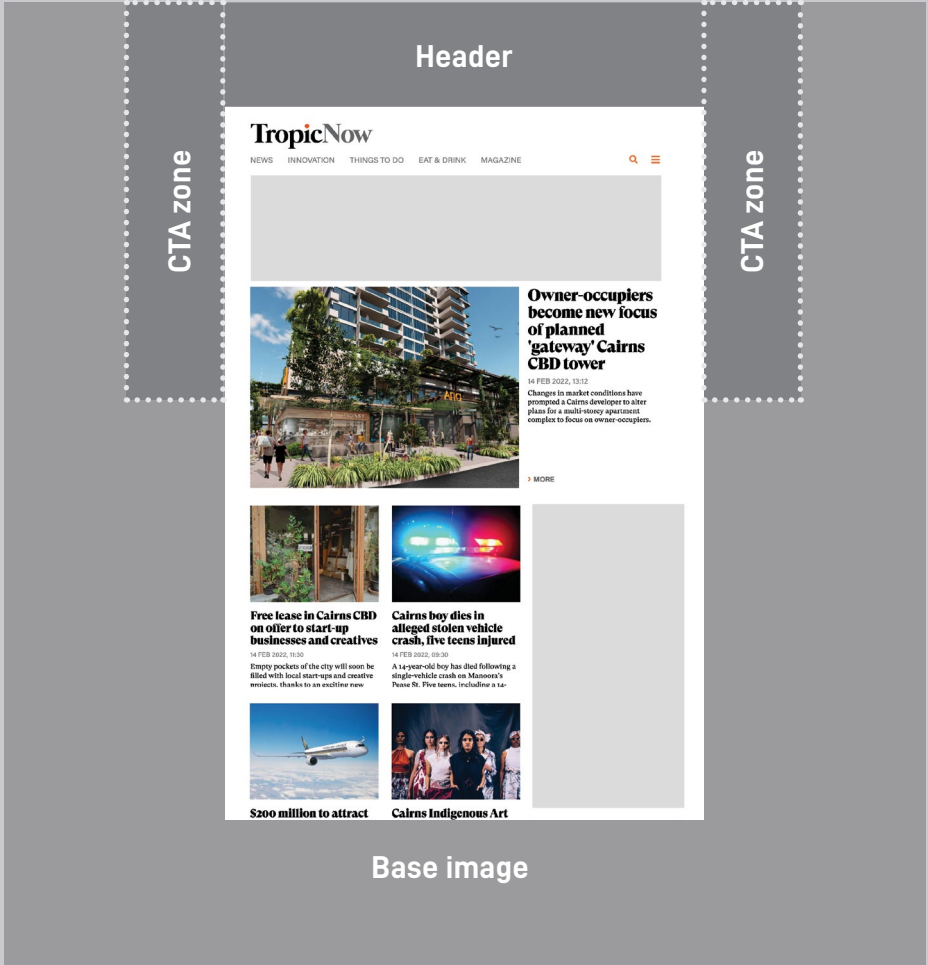 Header
CTA zone
CTA zone
TropicNow
NEWS INNOVATION THINGS TO DO EAT & DRINK MAGAZINE
Owner-occupiers
become new focus
of planned
'gateway' Cairns
CBD tower
14 FEB 2022, 13:12
Changes in market conditions have
prompted a Cairns developer to alter
plans for a multi-storey apartment
complex to focus on owner-occupiers.
› MORE
Free lease in Cairns CBD
on offer to start-up
businesses and creatives
14 FEB 2022, 11:30
Empty pockets of the city will soon be
filled with local start-ups and creative
projects, thanks to an exciting new
Cairns boy dies in
alleged stolen vehicle
crash, five teens injured
14 FEB 2022, 09:30
A 14-year-old boy has died following a
single-vehicle crash on Manoora's
Pease St. Five teens, including a 14-
$200 million to attract
Cairns Indigenous Art
Base image